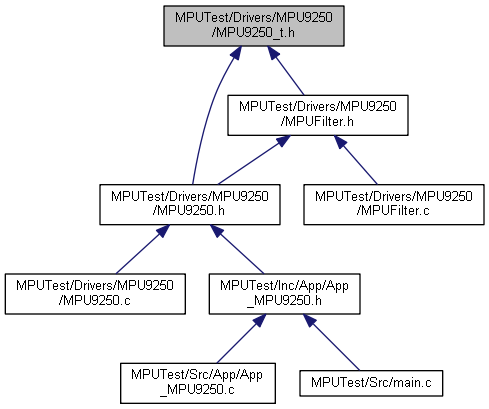 MPUTest/Drivers/MPU9250
/MPU9250_t.h
MPUTest/Drivers/MPU9250
/MPUFilter.h
MPUTest/Drivers/MPU9250
/MPU9250.h
MPUTest/Drivers/MPU9250
/MPUFilter.c
MPUTest/Drivers/MPU9250
/MPU9250.c
MPUTest/Inc/App/App
_MPU9250.h
MPUTest/Src/App/App
_MPU9250.c
MPUTest/Src/main.c